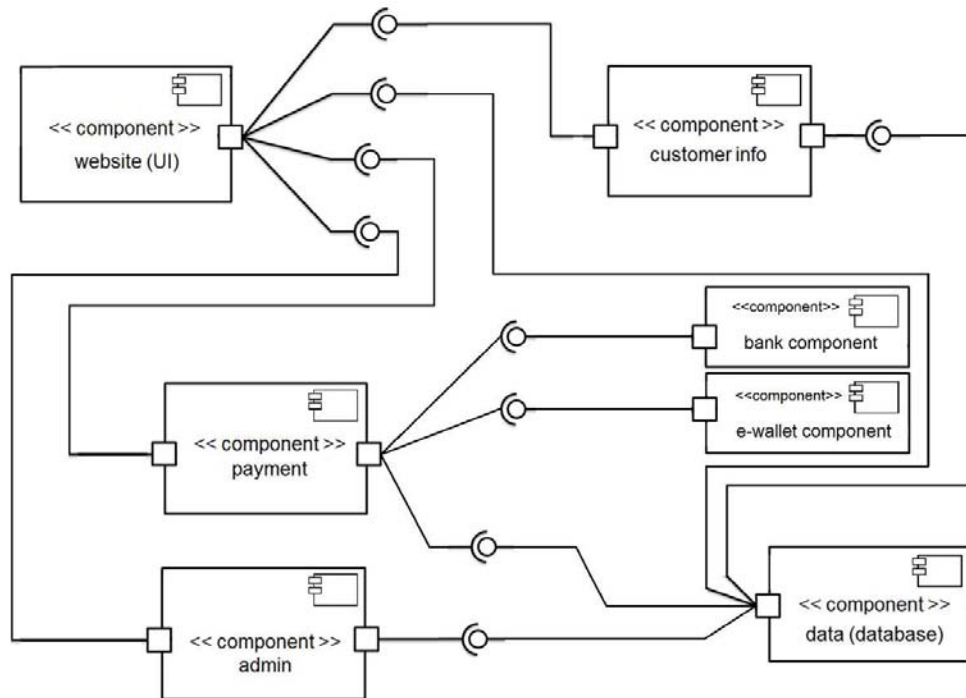 << component >>
website (UI)
<< component >>
customer info
<<component>>
bank component
<<component>>
e-wallet component
<< component >>
payment
<< component >>
data (database)
<< component >>
admin